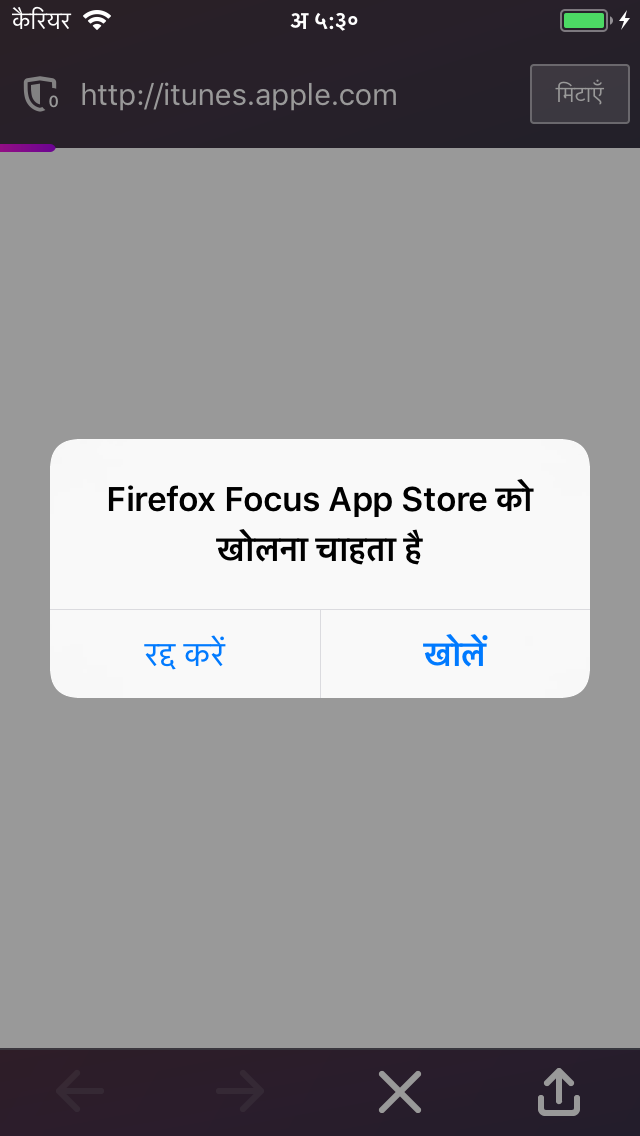 कैरियर अ ५:३०
0 http://itunes.apple.com मिटाएँ
Firefox Focus App Store को
खोलना चाहता है
रद्द करें खोलें